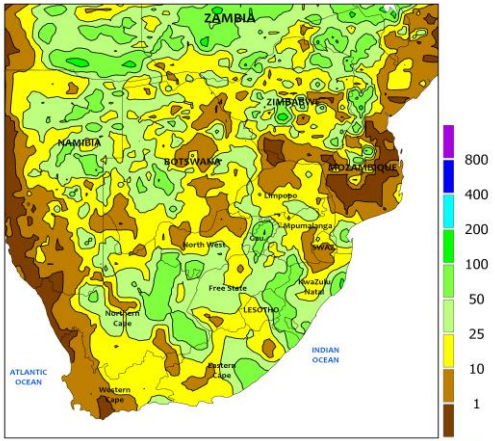 ZAMBIA
ZIMBABWE
NAMIBIA
BOTSWANA
MOZAMBIQUE
Limpopo
Mpumalanga
Gau
North West
SWAZ
Free State
KwaZulu
Natal
LESOTHO
Northern
Cape
INDIAN
OCEAN
ATLANTIC
OCEAN
Eastern
Cape
Western
Cape
800
400
200
100
50
25
10
1